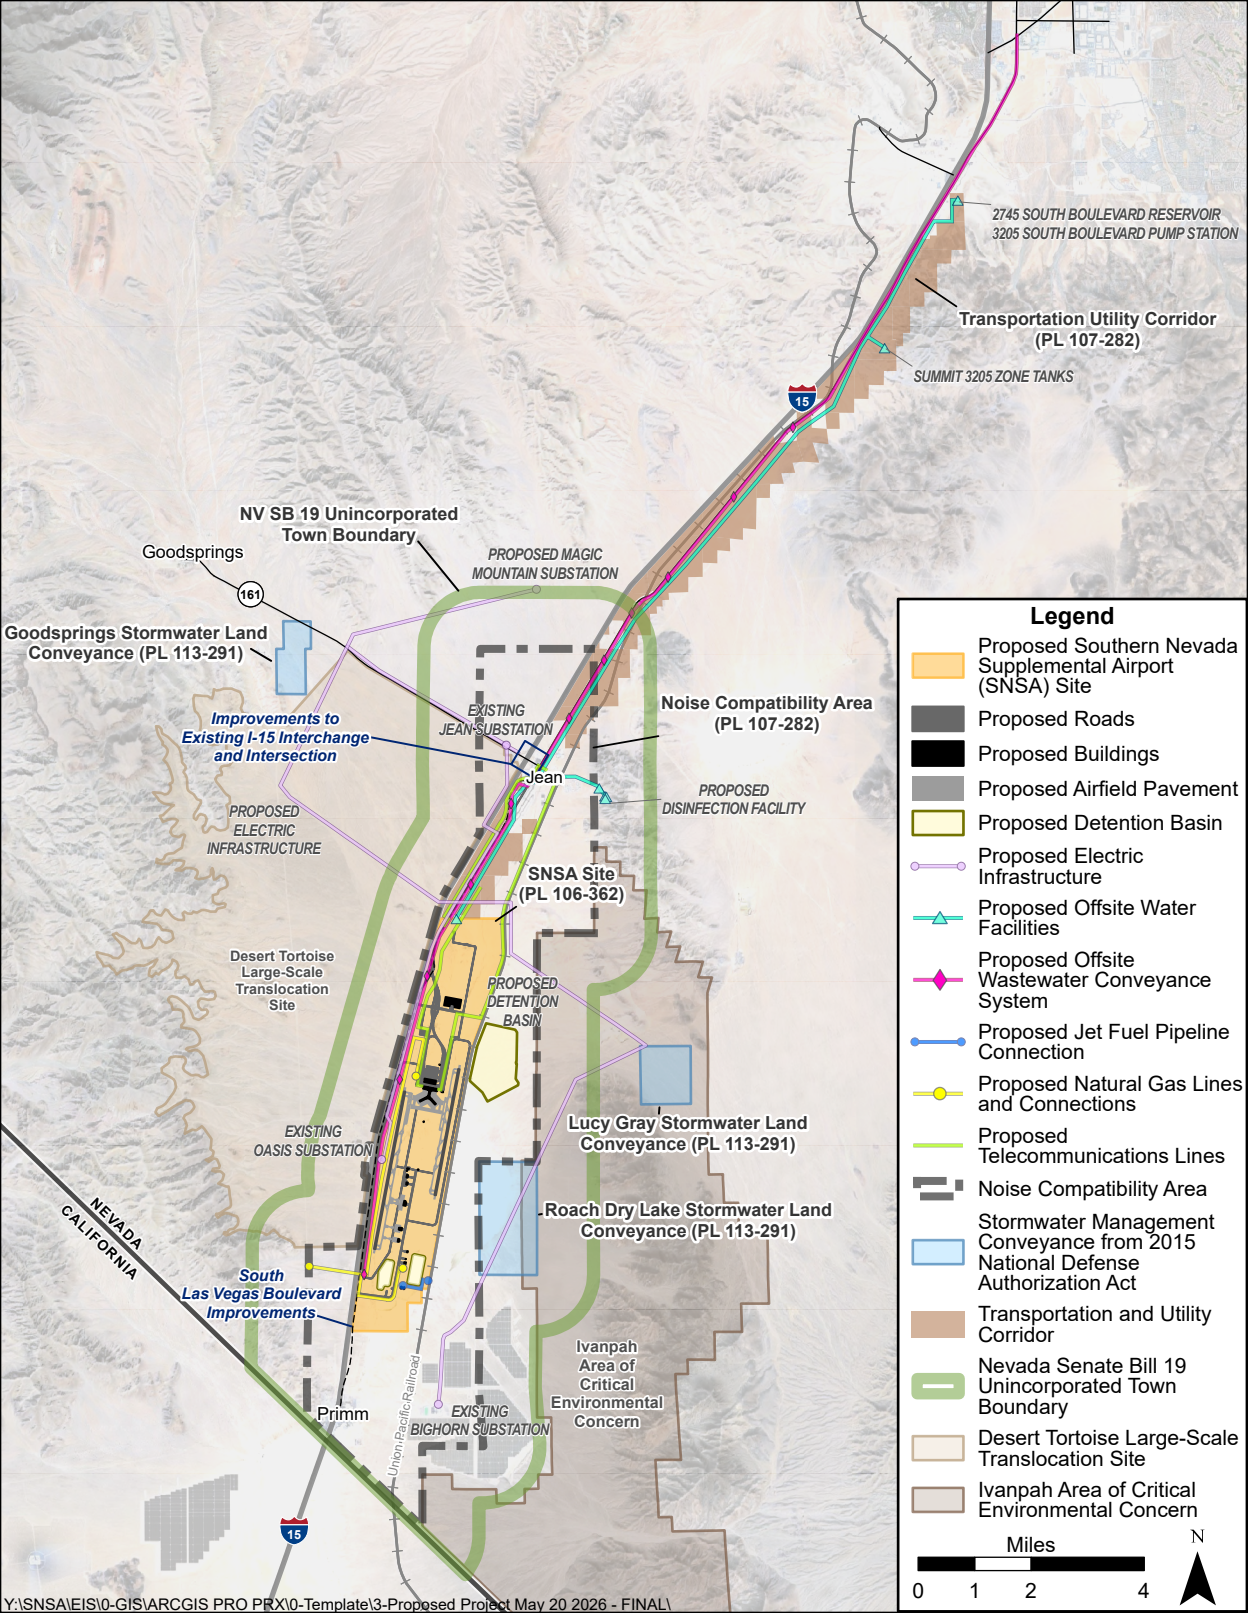 2745 SOUTH BOULEVARD RESERVOIR
3205 SOUTH BOULEVARD PUMP STATION
Transportation Utility Corridor
(PL 107-282)
SUMMIT 3205 ZONE TANKS
15
NV SB 19 Unincorporated
Town Boundary
Goodsprings
PROPOSED MAGIC
MOUNTAIN SUBSTATION
161
Goodsprings Stormwater Land
Conveyance (PL 113-291)
EXISTING
JEAN SUBSTATION
Noise Compatibility Area
(PL 107-282)
Improvements to
Existing I-15 Interchange
and Intersection
Jean
PROPOSED
DISINFECTION FACILITY
PROPOSED
ELECTRIC
INFRASTRUCTURE
SNSA Site
(PL 106-362)
Desert Tortoise
Large-Scale
Translocation
Site
PROPOSED
DETENTION
BASIN
Lucy Gray Stormwater Land
Conveyance (PL 113-291)
EXISTING
OASIS SUBSTATION
Roach Dry Lake Stormwater Land
Conveyance (PL 113-291)
NEVADA
CALIFORNIA
South
Las Vegas Boulevard
Improvements
Ivanpah
Area of
Critical
Environmental
Concern
Union Pacific Railroad
Primm
EXISTING
BIGHORN SUBSTATION
15
Legend
Proposed Southern Nevada
Supplemental Airport
(SNSA) Site
Proposed Roads
Proposed Buildings
Proposed Airfield Pavement
Proposed Detention Basin
Proposed Electric
Infrastructure
Proposed Offsite Water
Facilities
Proposed Offsite
Wastewater Conveyance
System
Proposed Jet Fuel Pipeline
Connection
Proposed Natural Gas Lines
and Connections
Proposed
Telecommunications Lines
Noise Compatibility Area
Stormwater Management
Conveyance from 2015
National Defense
Authorization Act
Transportation and Utility
Corridor
Nevada Senate Bill 19
Unincorporated Town
Boundary
Desert Tortoise Large-Scale
Translocation Site
Ivanpah Area of Critical
Environmental Concern
Miles
N
0 1 2 4
Y:\SNSA\EIS\0-GIS\ARCGIS PRO PRX\0-Template\3-Proposed Project May 20 2026 - FINAL\